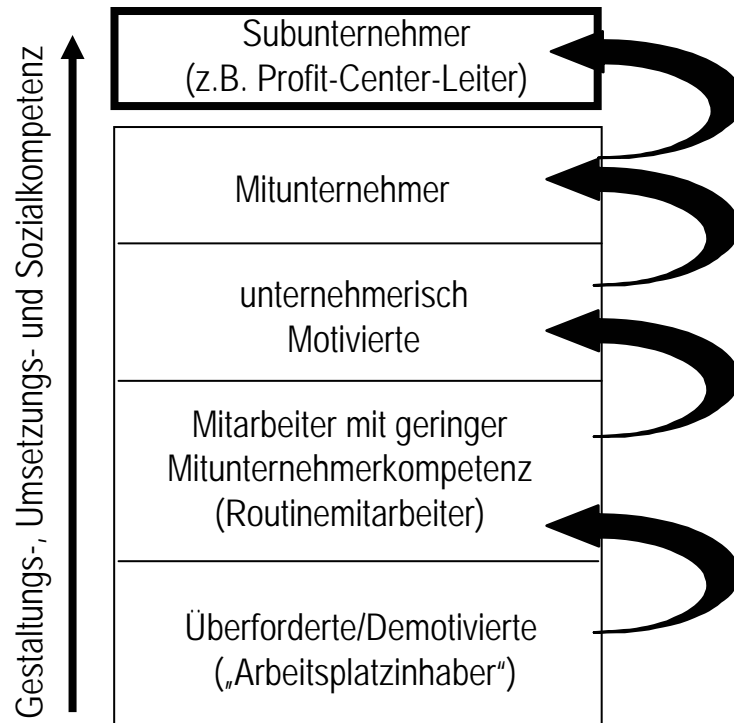 Gestaltungs-, Umsetzungs- und Sozialkompetenz
Subunternehmer
(z.B. Profit-Center-Leiter)
Mitunternehmer
unternehmerisch
Motivierte
Mitarbeiter mit geringer
Mitunternehmerkompetenz
(Routinemitarbeiter)
Überforderte/Demotivierte
(„Arbeitsplatzinhaber“)